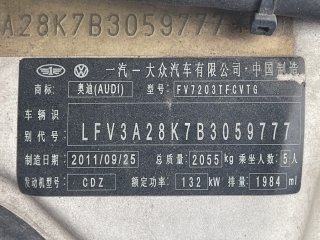 A28K7B3059777
一汽一大众汽车有限公司·中国制造
商标: 奥迪(AUDI) 型号: FV7203TFCVTG
车辆识别代号: LFV3A28K7B3059777
制造日期: 2011/09/25 总质量: 2055 kg 乘坐人数: 5人
发动机型号: CDZ 额定功率: 132 kW 排量: 1984 ml